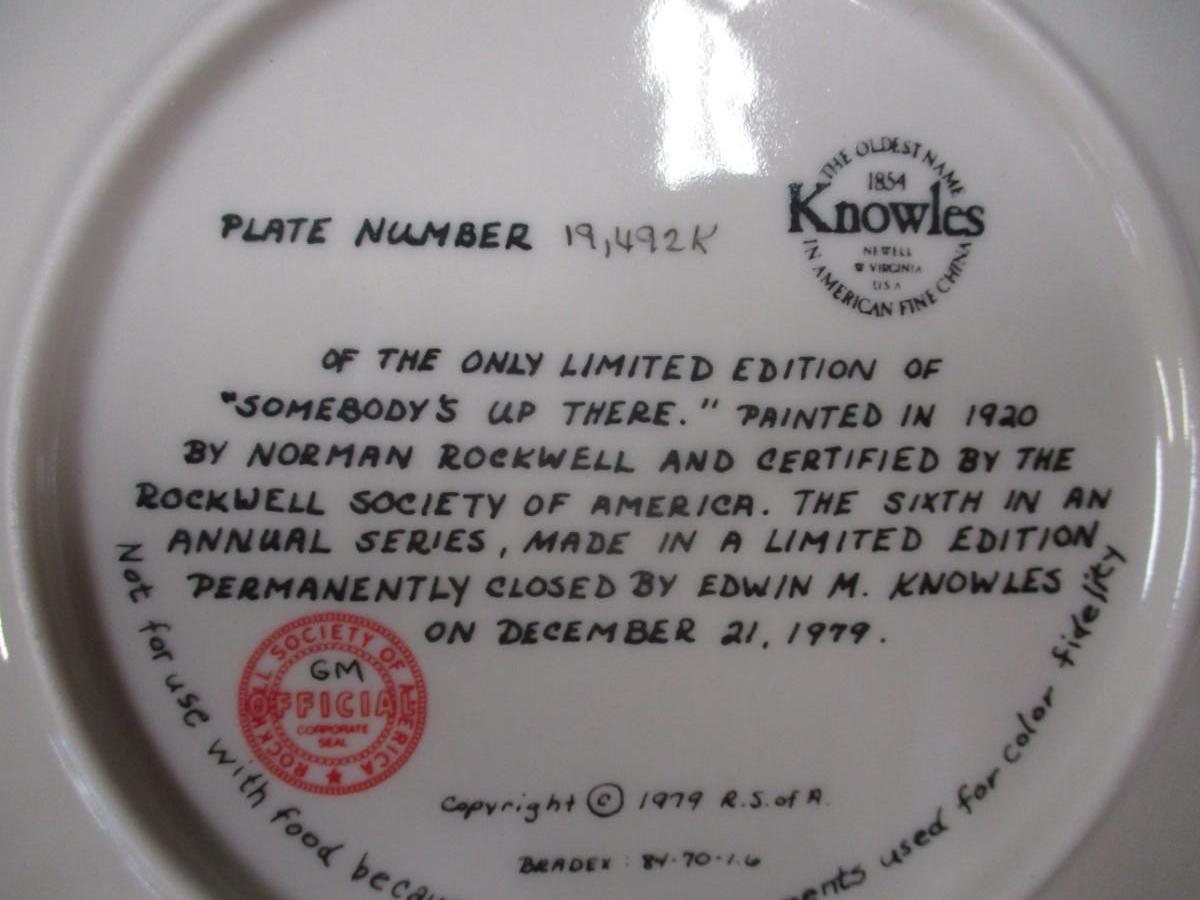 THE OLDEST NAME
1854
Knowles
NEWELL
W VIRGINIA
USA
IN AMERICAN FINE CHINA
PLATE NUMBER 19,492K
OF THE ONLY LIMITED EDITION OF
"SOMEBODY'S UP THERE." PAINTED IN 1920
BY NORMAN ROCKWELL AND CERTIFIED BY THE
ROCKWELL SOCIETY OF AMERICA. THE SIXTH IN AN
ANNUAL SERIES, MADE IN A LIMITED EDITION
PERMANENTLY CLOSED BY EDWIN M. KNOWLES
ON DECEMBER 21, 1979.
ROCKWELL SOCIETY OF AMERICA
GM
OFFICIAL
CORPORATE
SEAL
Copyright © 1979 R.S. of A.
BRADEX: 84-70-1.6
Not for use with food becau
ments used for color fidelity